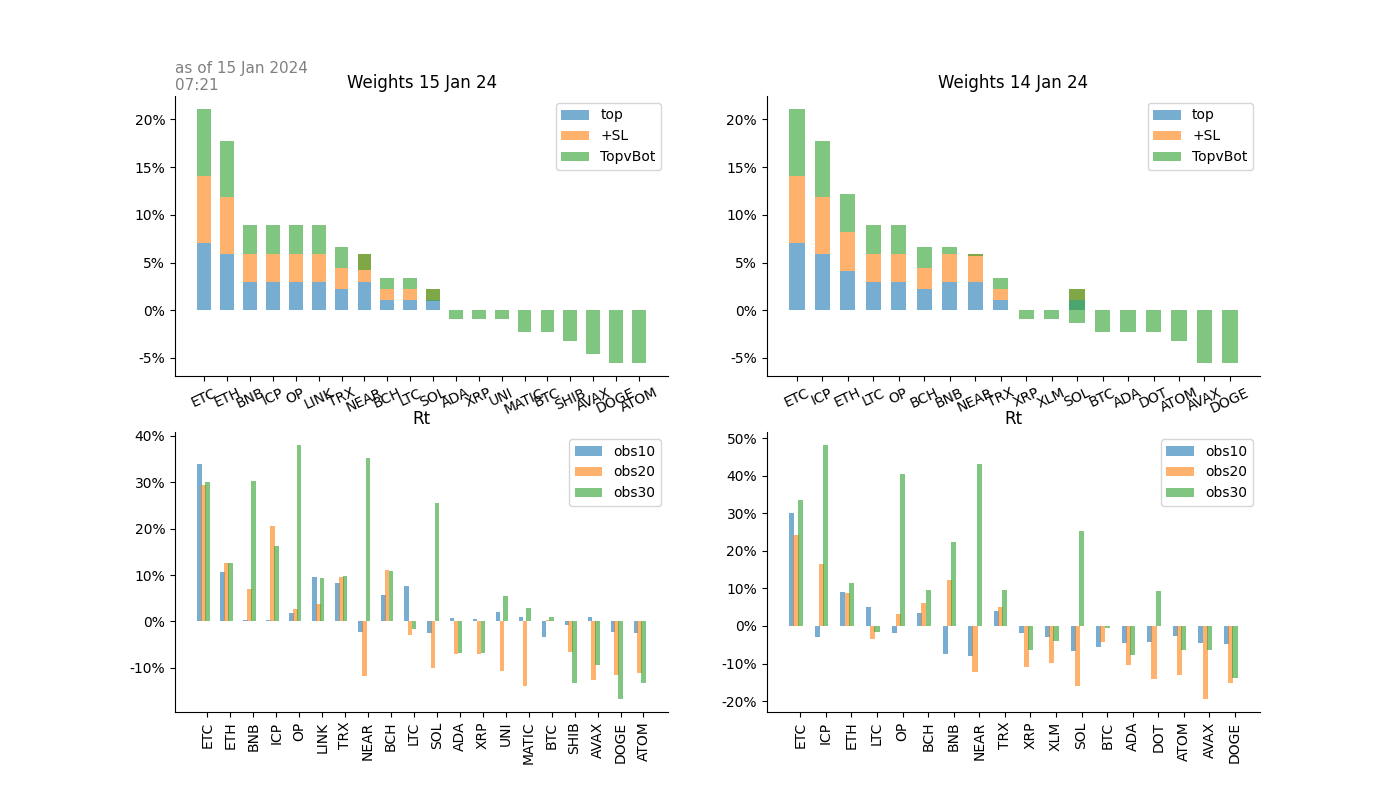 as of 15 Jan 2024
07:21
Weights 15 Jan 24
20%
15%
10%
5%
0%
-5%
top
+SL
TopvBot
ETC ETH BNB ICP OP LINK TRX NEAR BCH LTC SOL ADA XRP UNI MATIC BTC SHIB AVAX DOGE ATOM
Weights 14 Jan 24
20%
15%
10%
5%
0%
-5%
top
+SL
TopvBot
ETC ICP ETH LTC OP BCH BNB NEAR TRX XRP XLM SOL BTC ADA DOT ATOM AVAX DOGE
Rt
40%
30%
20%
10%
0%
-10%
obs10
obs20
obs30
ETC ETH BNB ICP OP LINK TRX NEAR BCH LTC SOL ADA XRP UNI MATIC BTC SHIB AVAX DOGE ATOM
Rt
50%
40%
30%
20%
10%
0%
-10%
-20%
obs10
obs20
obs30
ETC ICP ETH LTC OP BCH BNB NEAR TRX XRP XLM SOL BTC ADA DOT ATOM AVAX DOGE